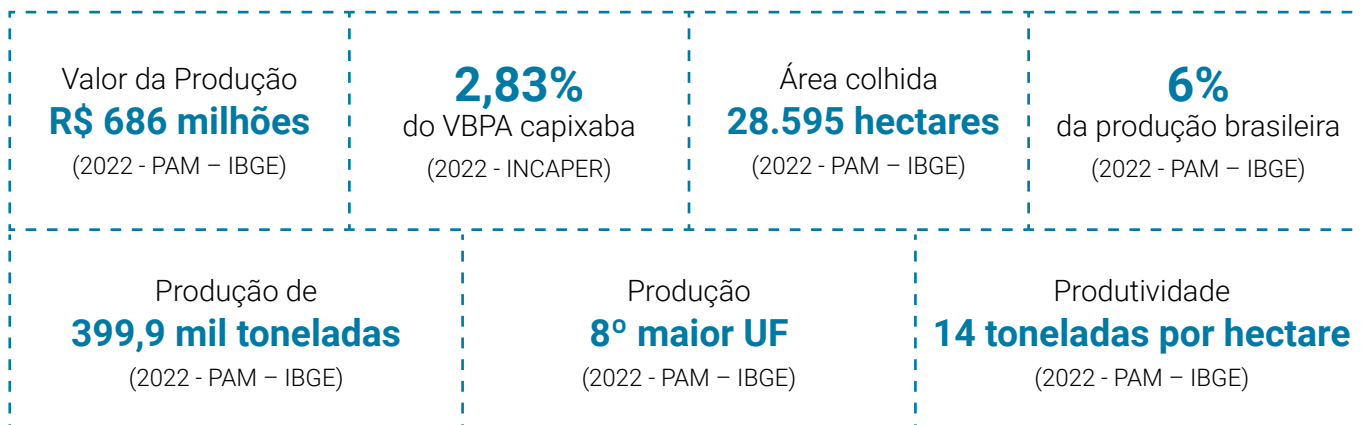 Valor da Produção
R$ 686 milhões
(2022 - PAM – IBGE)
2,83%
do VBPA capixaba
(2022 - INCAPER)
Área colhida
28.595 hectares
(2022 - PAM – IBGE)
6%
da produção brasileira
(2022 - PAM – IBGE)
Produção de
399,9 mil toneladas
(2022 - PAM – IBGE)
Produção
8º maior UF
(2022 - PAM – IBGE)
Produtividade
14 toneladas por hectare
(2022 - PAM – IBGE)